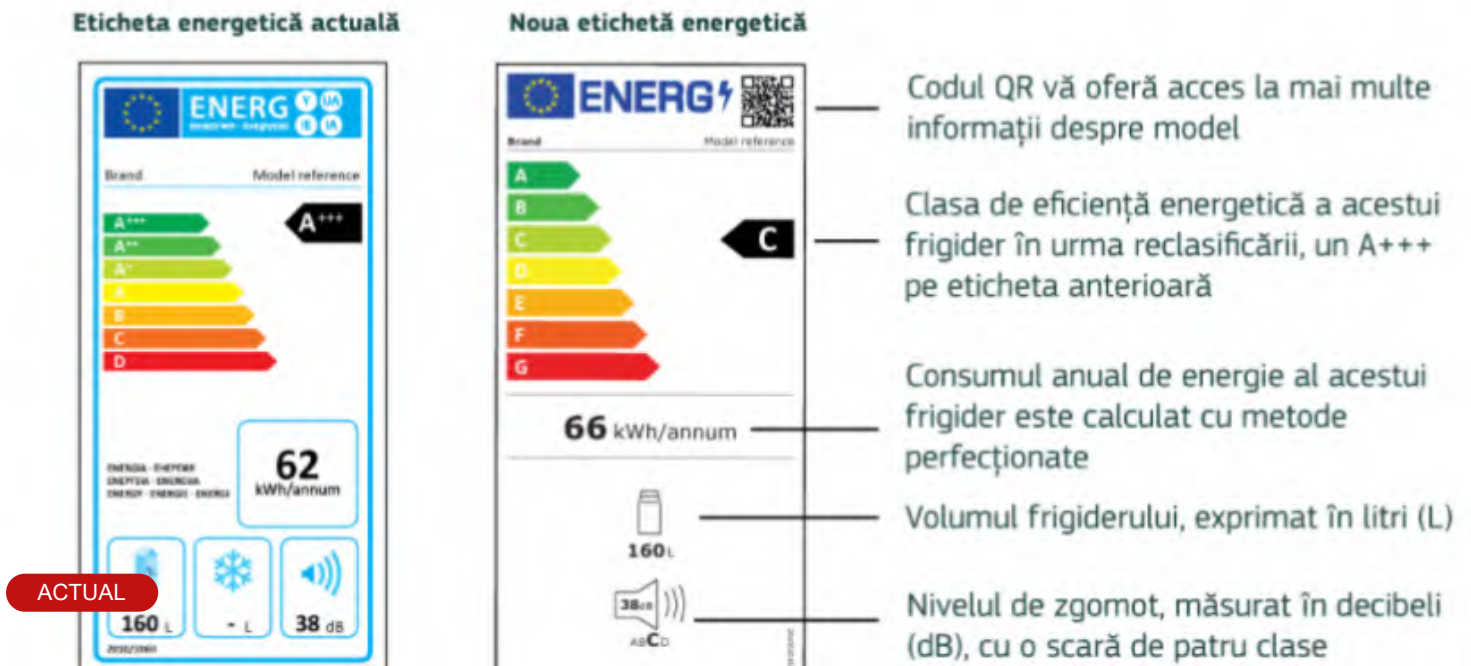 Eticheta energetică actuală
ENERG
Y UA
IE IA
Brand Model reference
A+++
A+++
A++
A+
A
B
C
D
62
kWh/annum
ACTUAL
160 L
- L
38 dB
Noua etichetă energetică
ENERG
Brand Model reference
A
B
C
C
D
E
F
G
66 kWh/annum
160 L
38 dB
ABCD
Codul QR vă oferă acces la mai multe
informații despre model
Clasa de eficiență energetică a acestui
frigider în urma reclasificării, un A+++
pe eticheta anterioară
Consumul anual de energie al acestui
frigider este calculat cu metode
perfecționate
Volumul frigiderului, exprimat în litri (L)
Nivelul de zgomot, măsurat în decibeli
(dB), cu o scară de patru clase